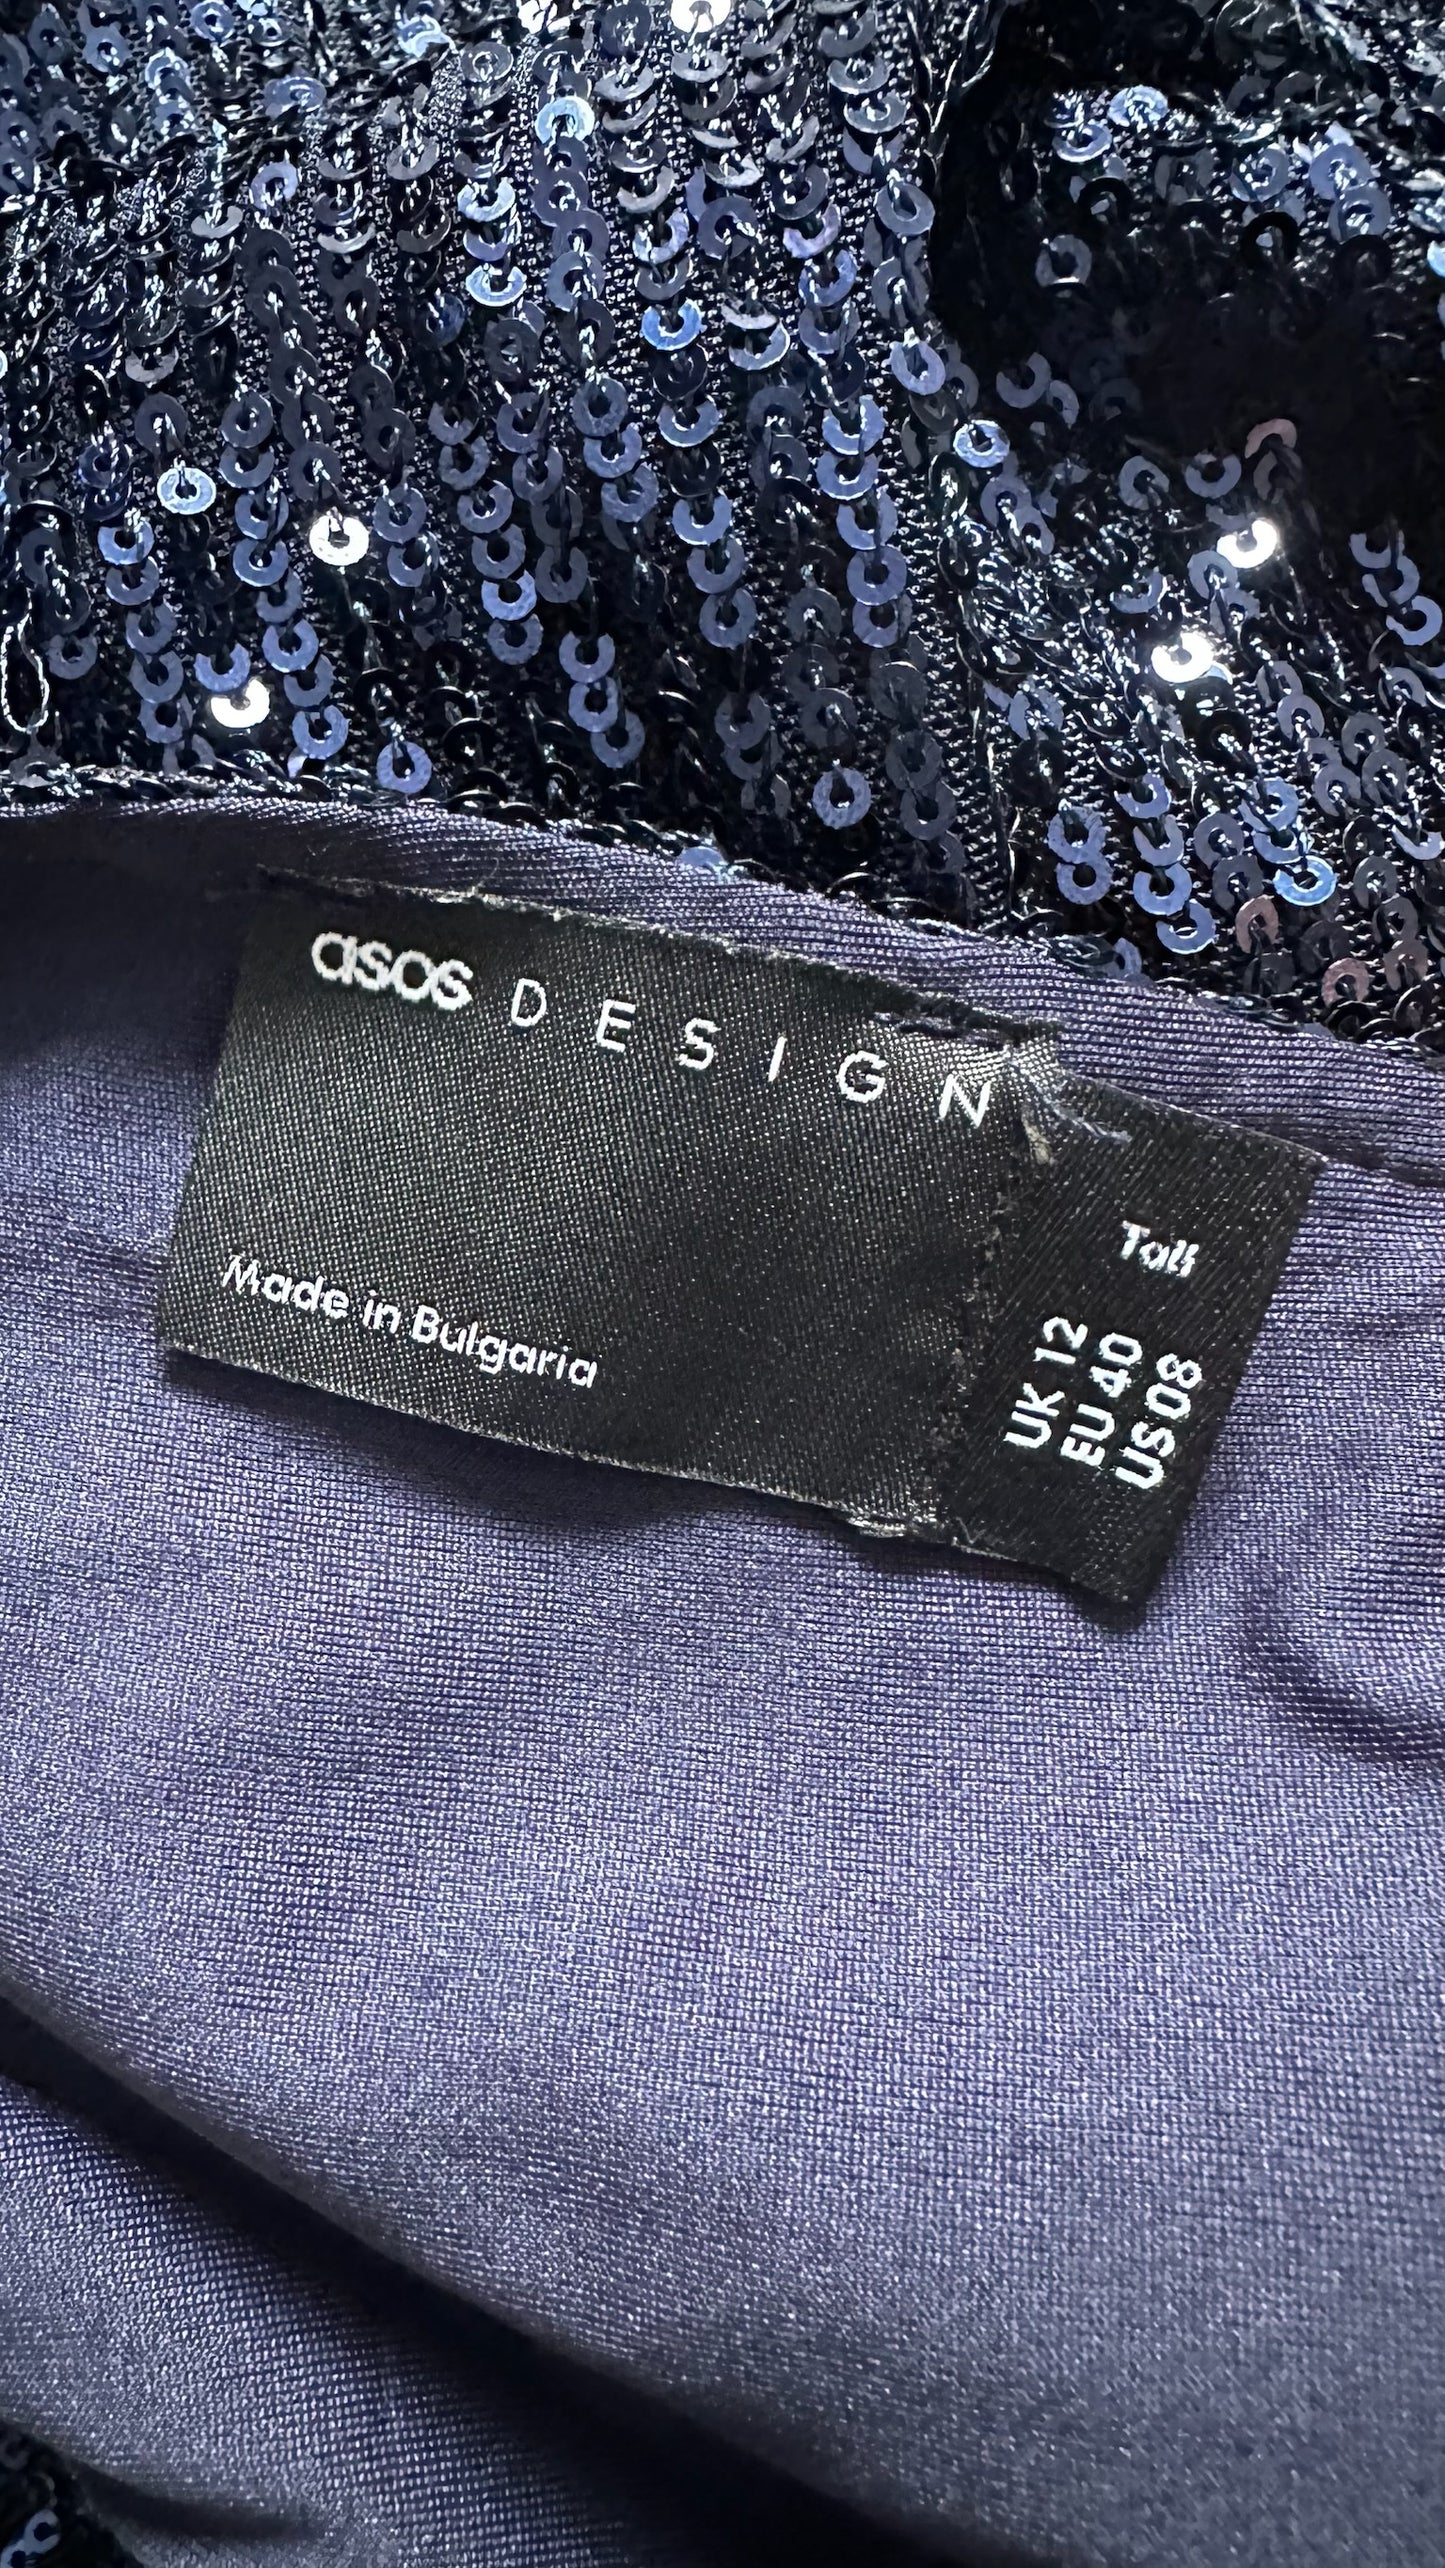 asos DESIGN
Made in Bulgaria
Tall
UK 12
EU 40
US 08